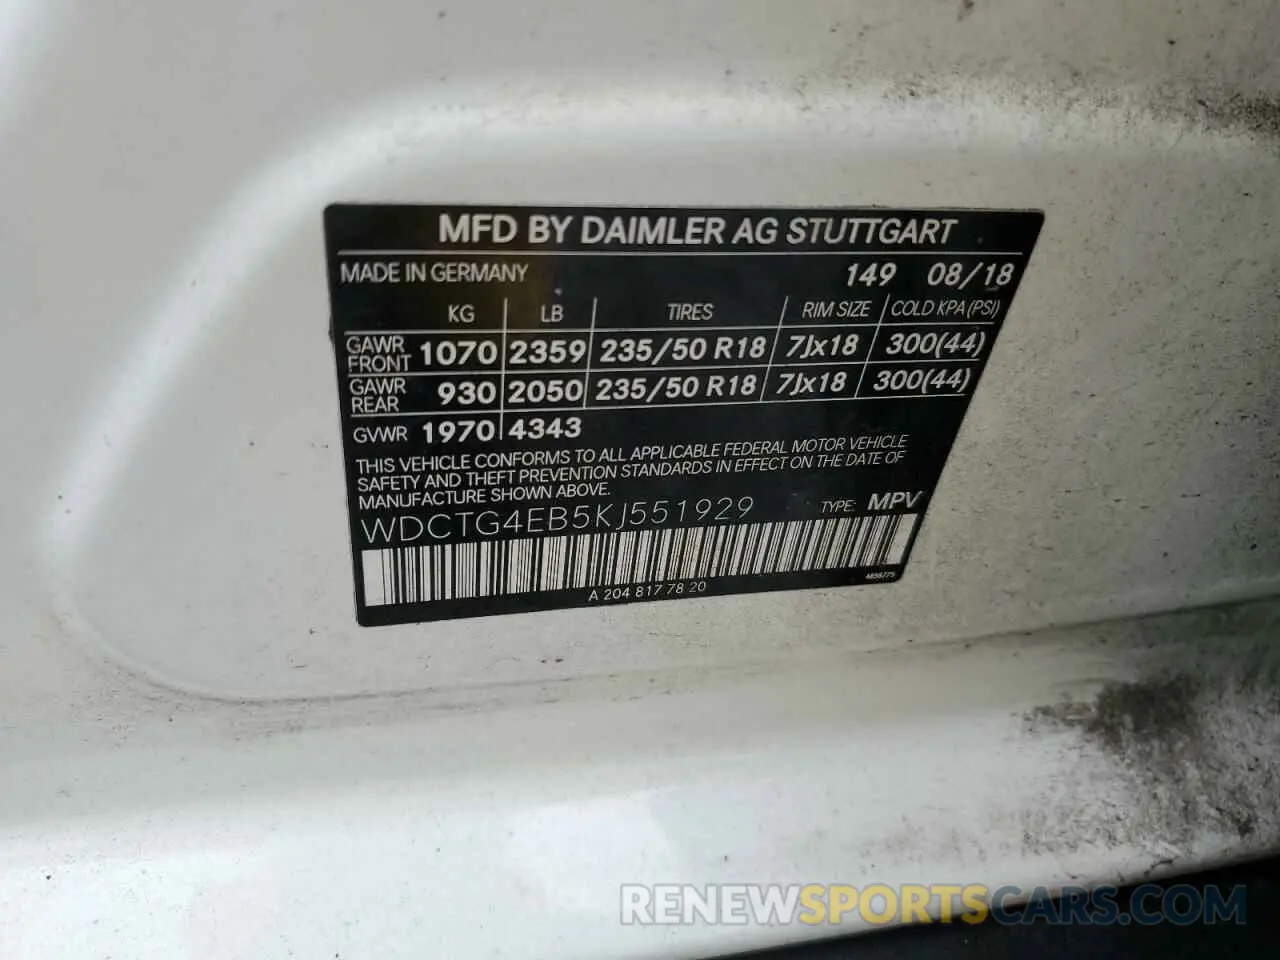 MFD BY DAIMLER AG STUTTGART
MADE IN GERMANY 149 08/18
KG LB TIRES RIM SIZE COLD KPA (PSI)
GAWR FRONT 1070 2359 235/50 R18 7Jx18 300(44)
GAWR REAR 930 2050 235/50 R18 7Jx18 300(44)
GVWR 1970 4343
THIS VEHICLE CONFORMS TO ALL APPLICABLE FEDERAL MOTOR VEHICLE
SAFETY AND THEFT PREVENTION STANDARDS IN EFFECT ON THE DATE OF
MANUFACTURE SHOWN ABOVE.
WDCTG4EB5KJ551929 TYPE: MPV
A 204 817 78 20
RENEWSPORTSCARS.COM